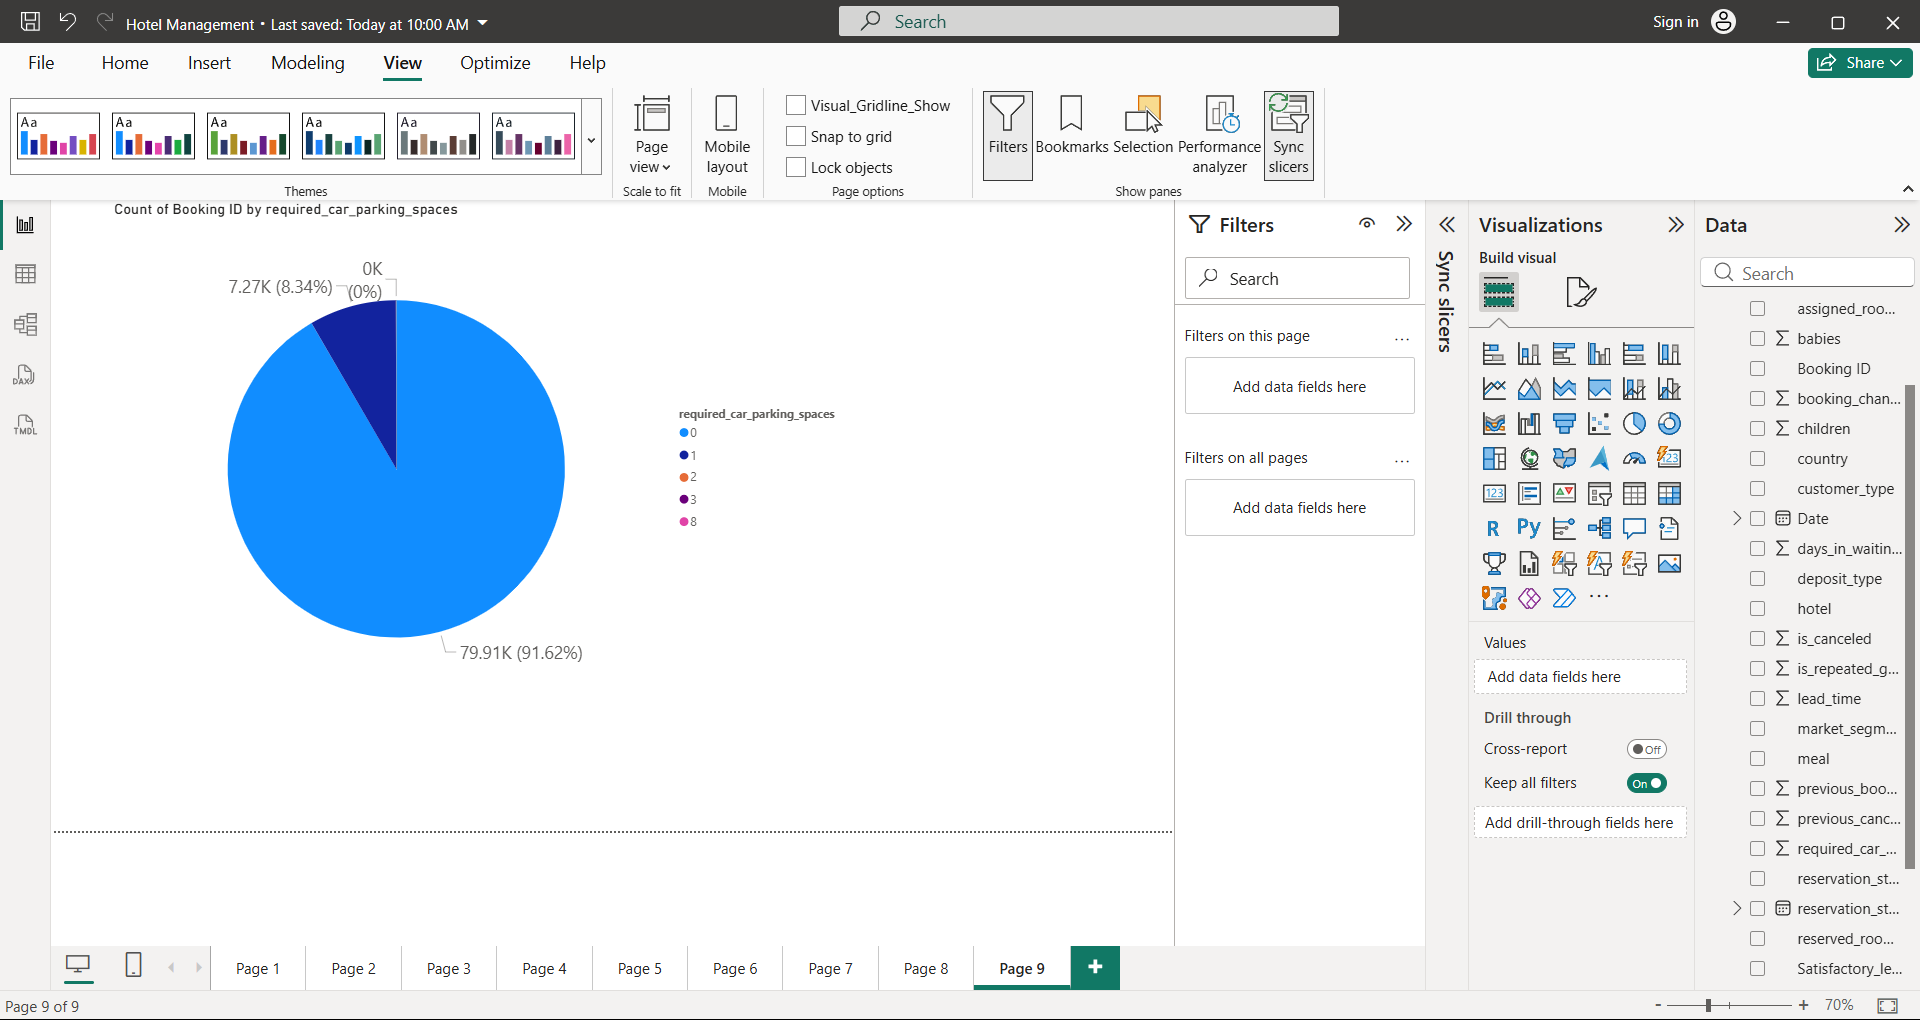 Hotel Management • Last saved: Today at 10:00 AM
Search
Sign in
File
Home
Insert
Modeling
View
Optimize
Help
Share
Aa
Aa
Aa
Aa
Aa
Aa
Themes
Page view
Scale to fit
Mobile layout
Mobile
Visual_Gridline_Show
Snap to grid
Lock objects
Page options
Filters
Bookmarks
Selection
Performance analyzer
Sync slicers
Show panes
DAX
TMDL
Count of Booking ID by required_car_parking_spaces
0K
(0%)
7.27K (8.34%)
79.91K (91.62%)
required_car_parking_spaces
0
1
2
3
8
Filters
Search
Filters on this page
...
Add data fields here
Filters on all pages
...
Add data fields here
Sync slicers
Visualizations
Build visual
123
123
R
Py
...
Values
Add data fields here
Drill through
Cross-report
Off
Keep all filters
On
Add drill-through fields here
Data
Search
assigned_roo...
babies
Booking ID
booking_chan...
children
country
customer_type
Date
days_in_waitin...
deposit_type
hotel
is_canceled
is_repeated_g...
lead_time
market_segm...
meal
previous_boo...
previous_canc...
required_car_...
reservation_st...
reservation_st...
reserved_roo...
Satisfactory_le...
Page 1
Page 2
Page 3
Page 4
Page 5
Page 6
Page 7
Page 8
Page 9
+
Page 9 of 9
- + 70%